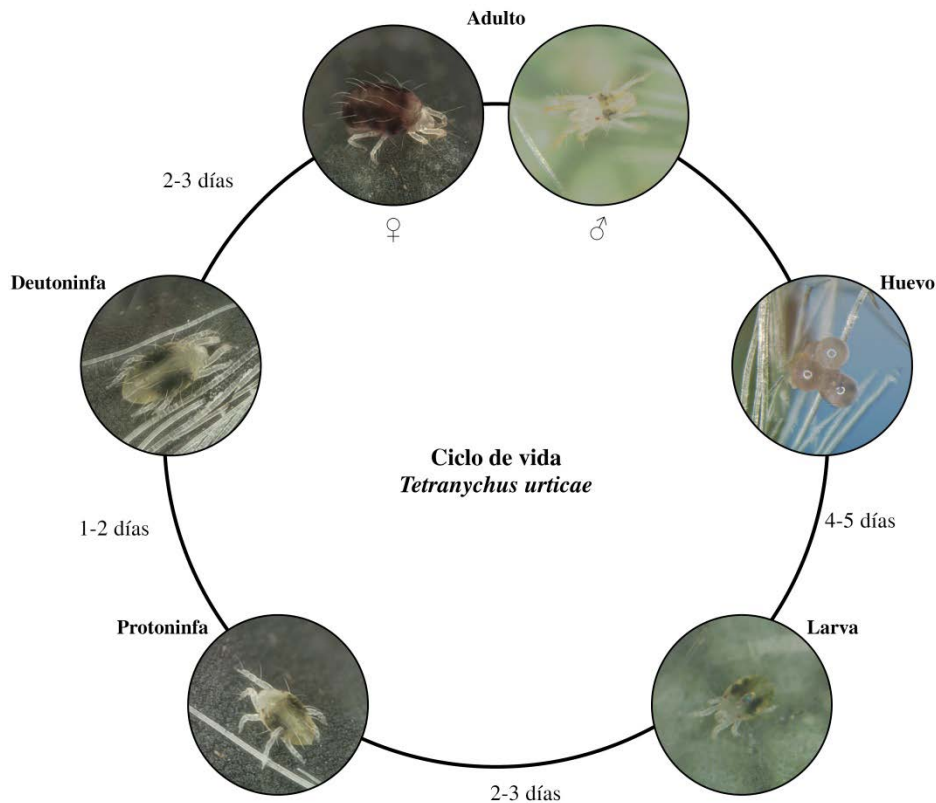 Adulto
2-3 días
♀
♂
Deutoninfa
Huevo
Ciclo de vida
Tetranychus urticae
1-2 días
4-5 días
Protoninfa
Larva
2-3 días